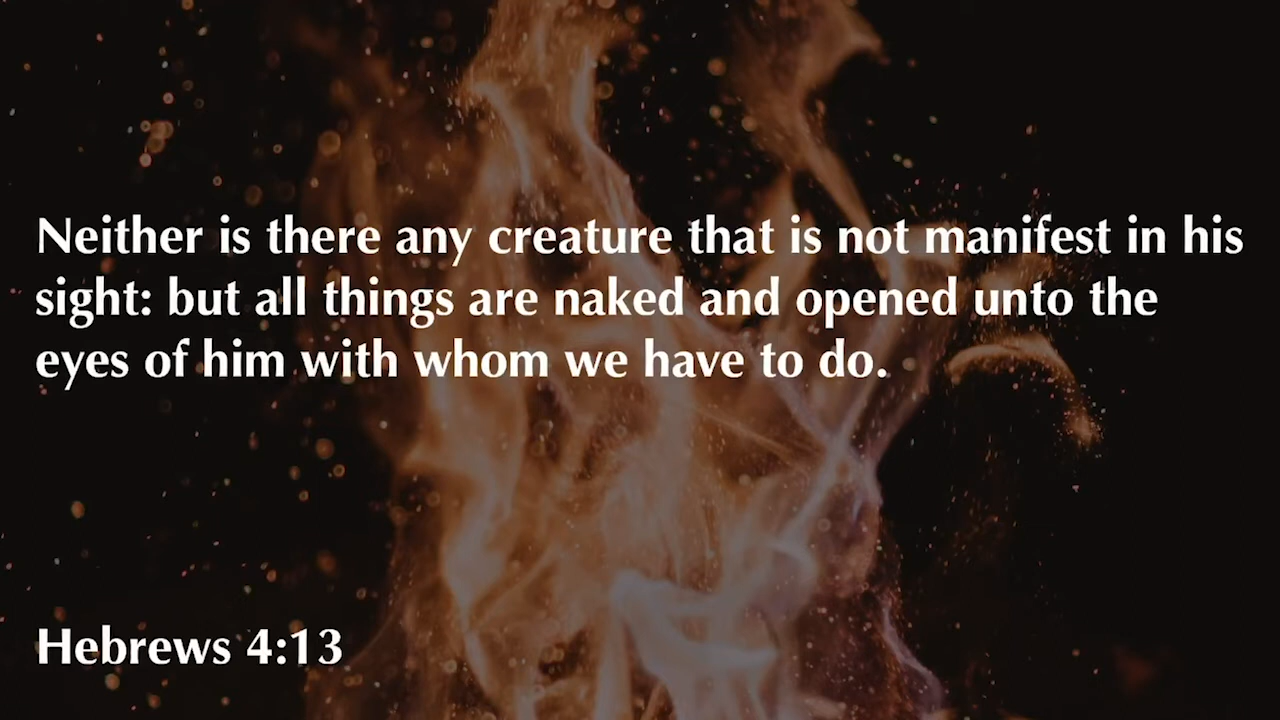 Neither is there any creature that is not manifest in his
sight: but all things are naked and opened unto the
eyes of him with whom we have to do.
Hebrews 4:13